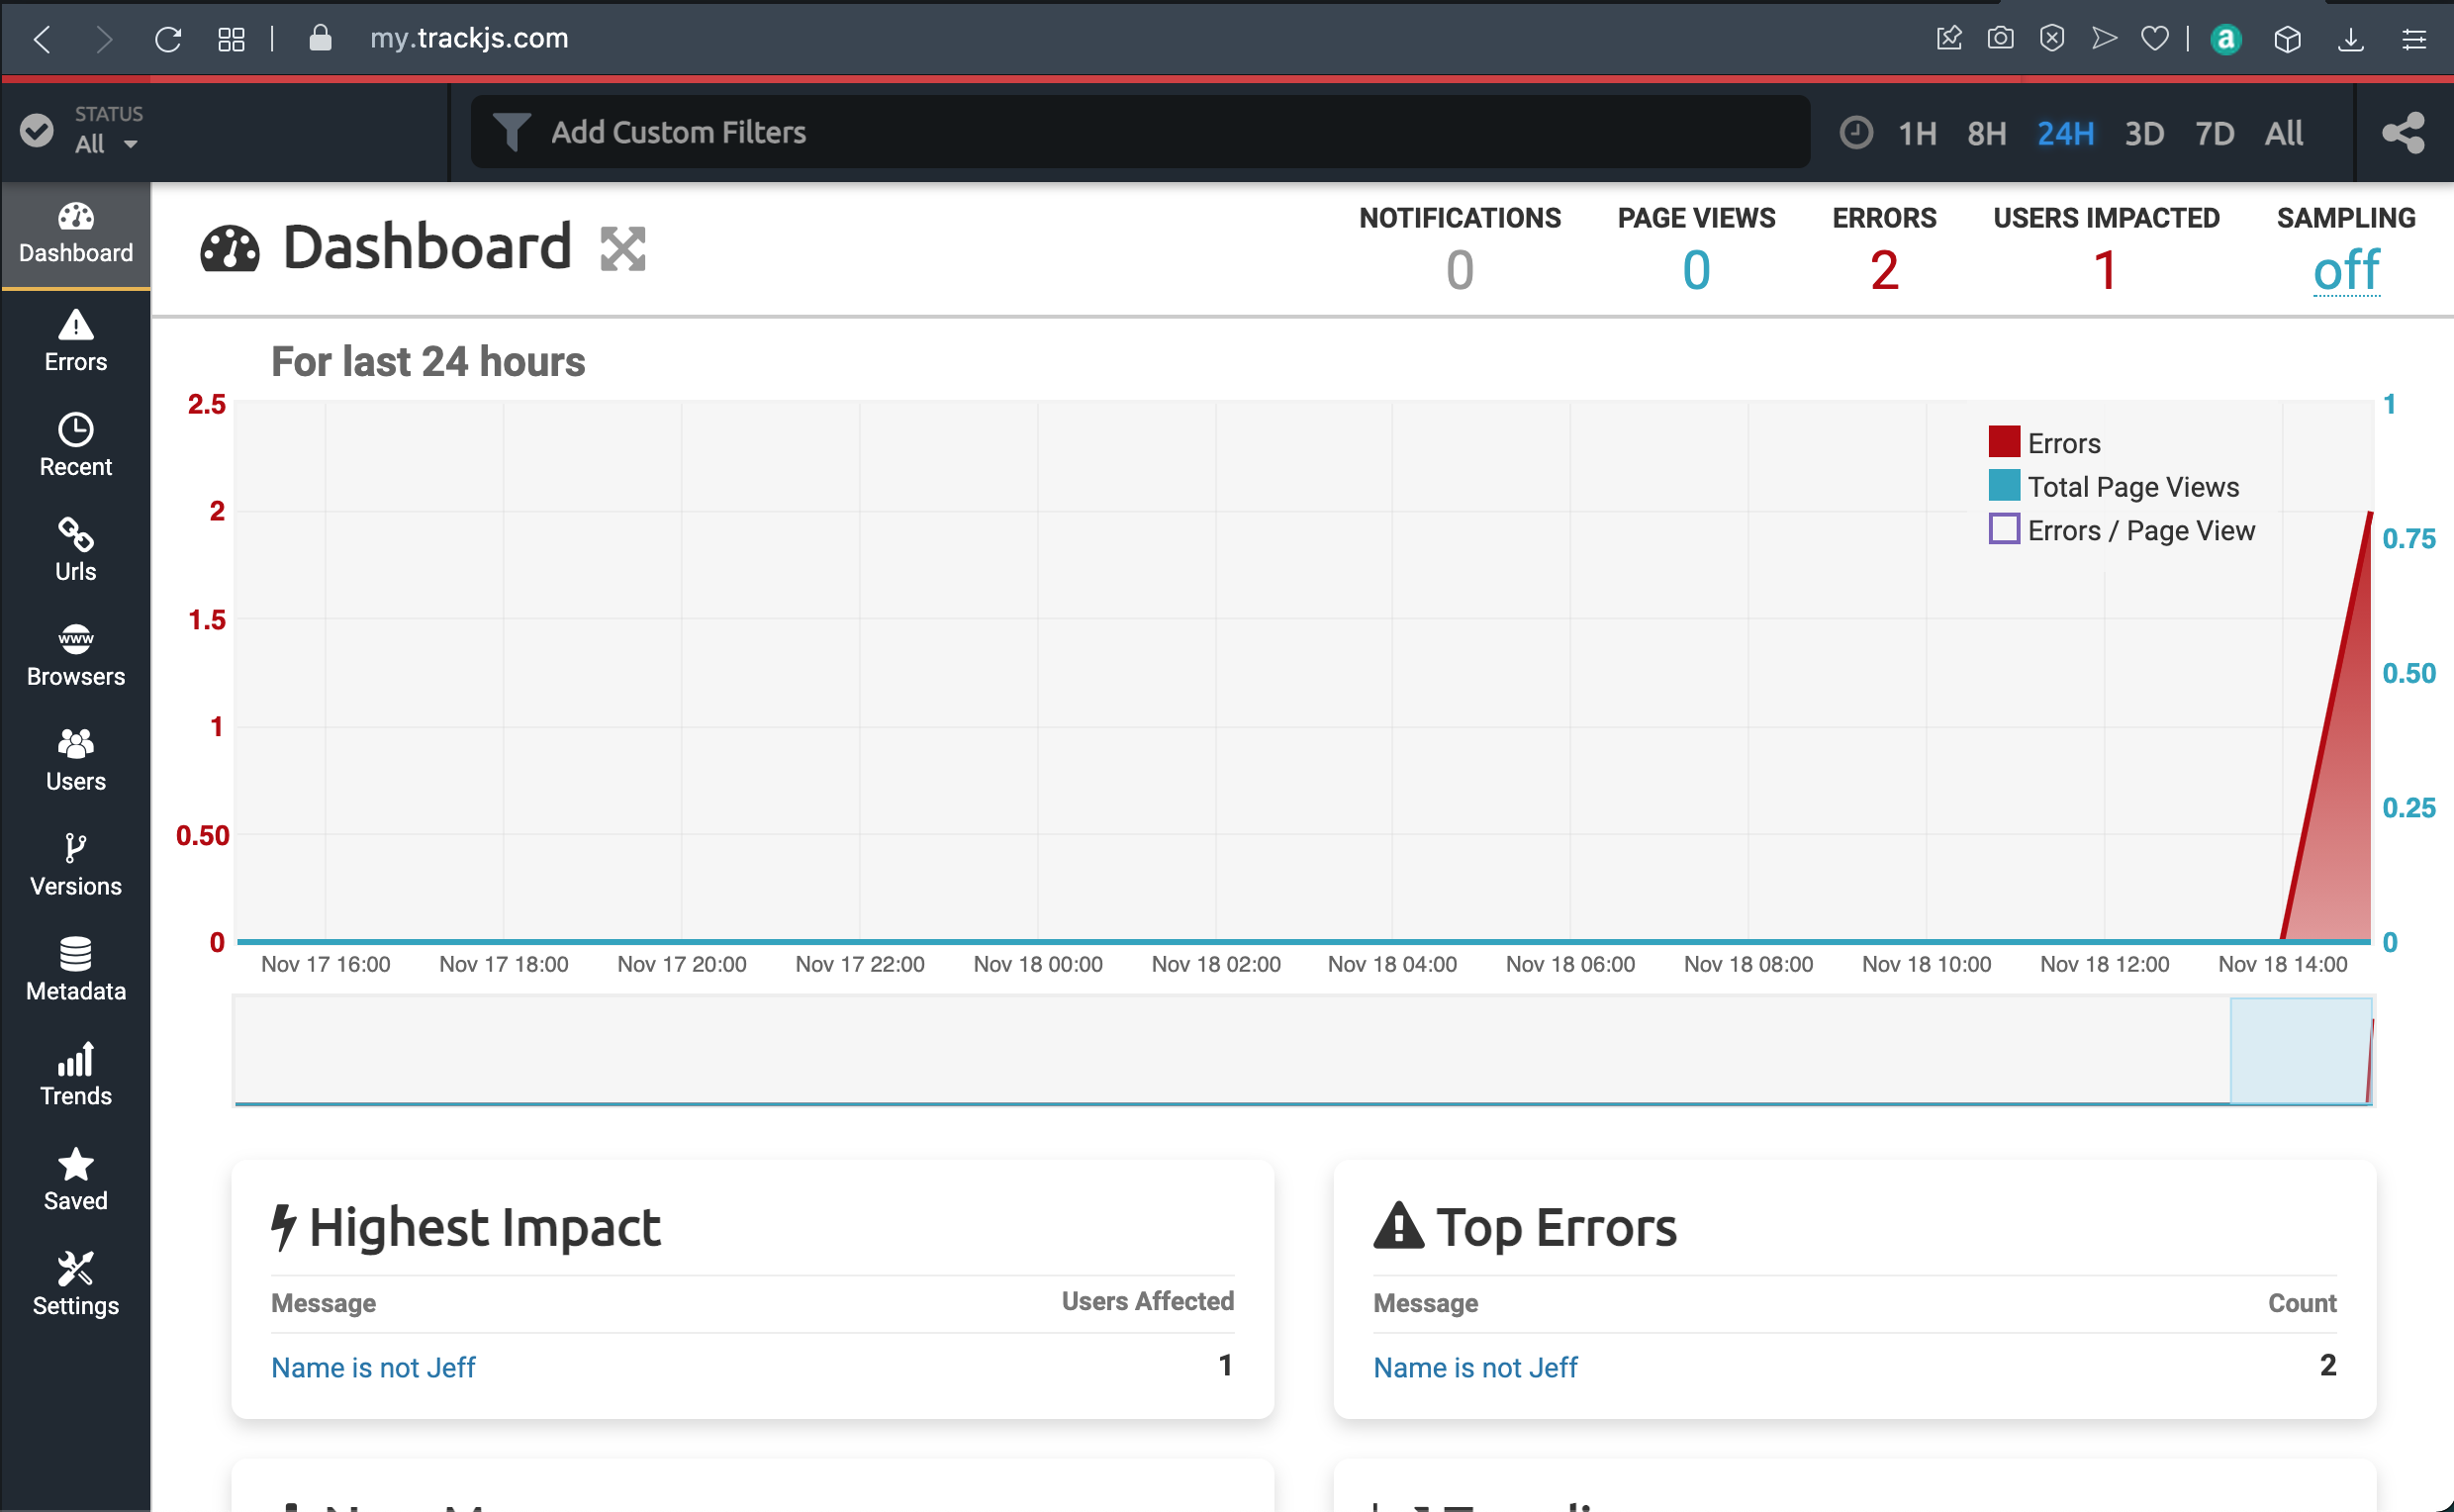 my.trackjs.com
a
STATUS
All
Add Custom Filters
1H 8H 24H 3D 7D All
Dashboard
Errors
Recent
Urls
www
Browsers
Users
Versions
Metadata
Trends
Saved
Settings
Dashboard
NOTIFICATIONS
0
PAGE VIEWS
0
ERRORS
2
USERS IMPACTED
1
SAMPLING
off
For last 24 hours
2.5
2
1.5
1
0.50
0
1
0.75
0.50
0.25
0
Errors
Total Page Views
Errors / Page View
Nov 17 16:00 Nov 17 18:00 Nov 17 20:00 Nov 17 22:00 Nov 18 00:00 Nov 18 02:00 Nov 18 04:00 Nov 18 06:00 Nov 18 08:00 Nov 18 10:00 Nov 18 12:00 Nov 18 14:00
Highest Impact
Message Users Affected
Name is not Jeff 1
Top Errors
Message Count
Name is not Jeff 2